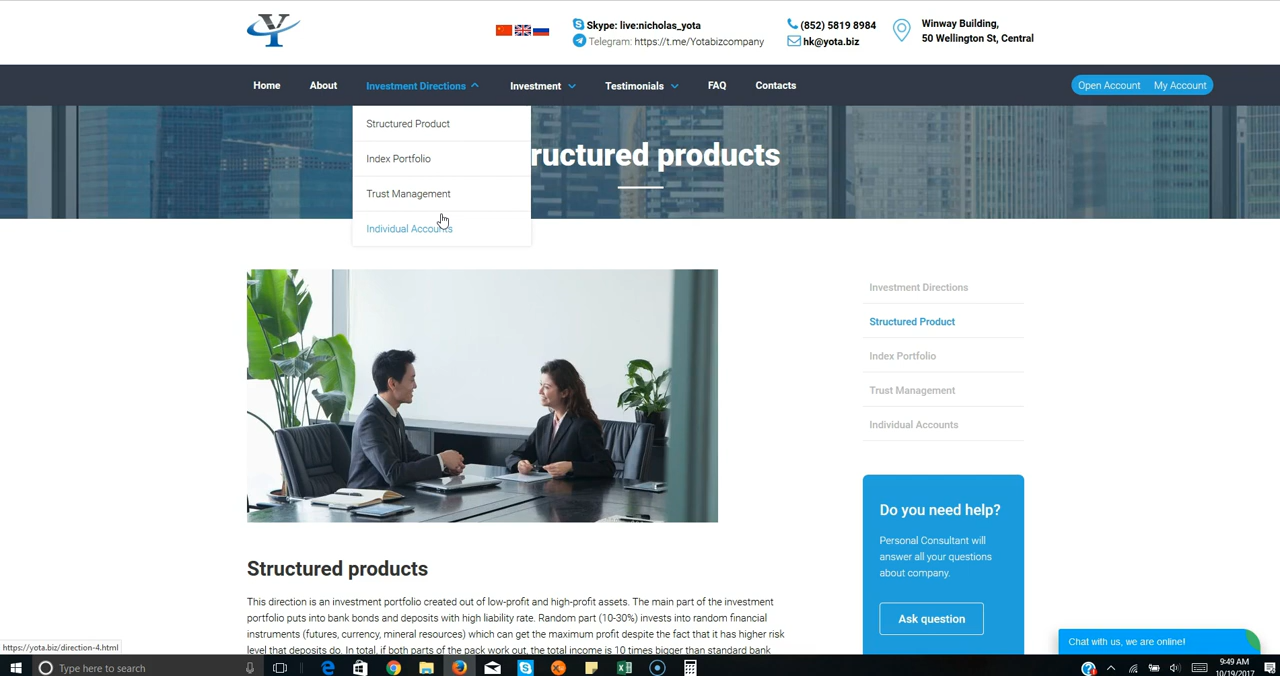 Y
Skype: live:nicholas_yota
Telegram: https://t.me/Yotabizcompany
(852) 5819 8984
hk@yota.biz
Winway Building,
50 Wellington St, Central
Home About Investment Directions Investment Testimonials FAQ Contacts Open Account My Account
Structured Product
Index Portfolio
Trust Management
Individual Accounts
ructured products
Investment Directions
Structured Product
Index Portfolio
Trust Management
Individual Accounts
Do you need help?
Personal Consultant will
answer all your questions
about company.
Ask question
Structured products
This direction is an investment portfolio created out of low-profit and high-profit assets. The main part of the investment
portfolio puts into bank bonds and deposits with high liability rate. Random part (10-30%) invests into random financial
instruments (futures, currency, mineral resources) which can get the maximum profit despite the fact that it has higher risk
level that deposits do. In total, if both parts of the pack work out, the total income is 10 times bigger than standard bank
Chat with us, we are online!
https://yota.biz/direction-4.html
Type here to search
9:49 AM
10/19/2017